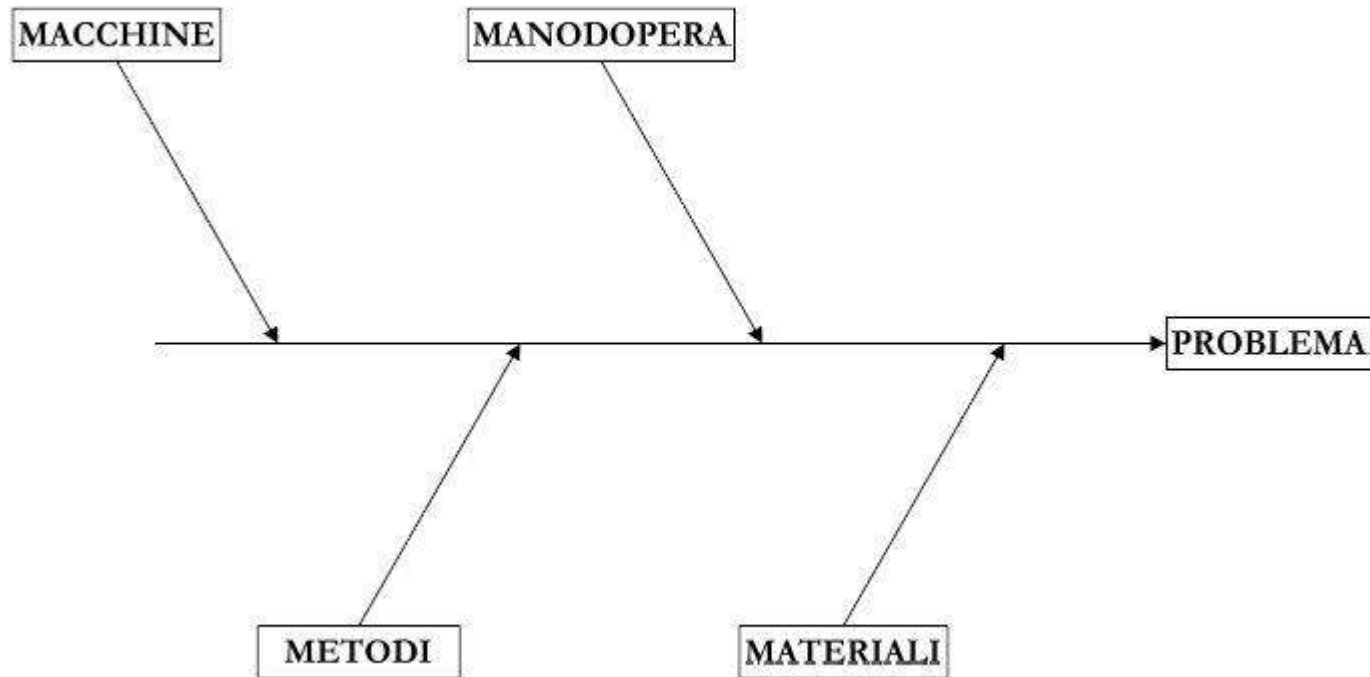 MACCHINE
MANODOPERA
PROBLEMA
METODI
MATERIALI